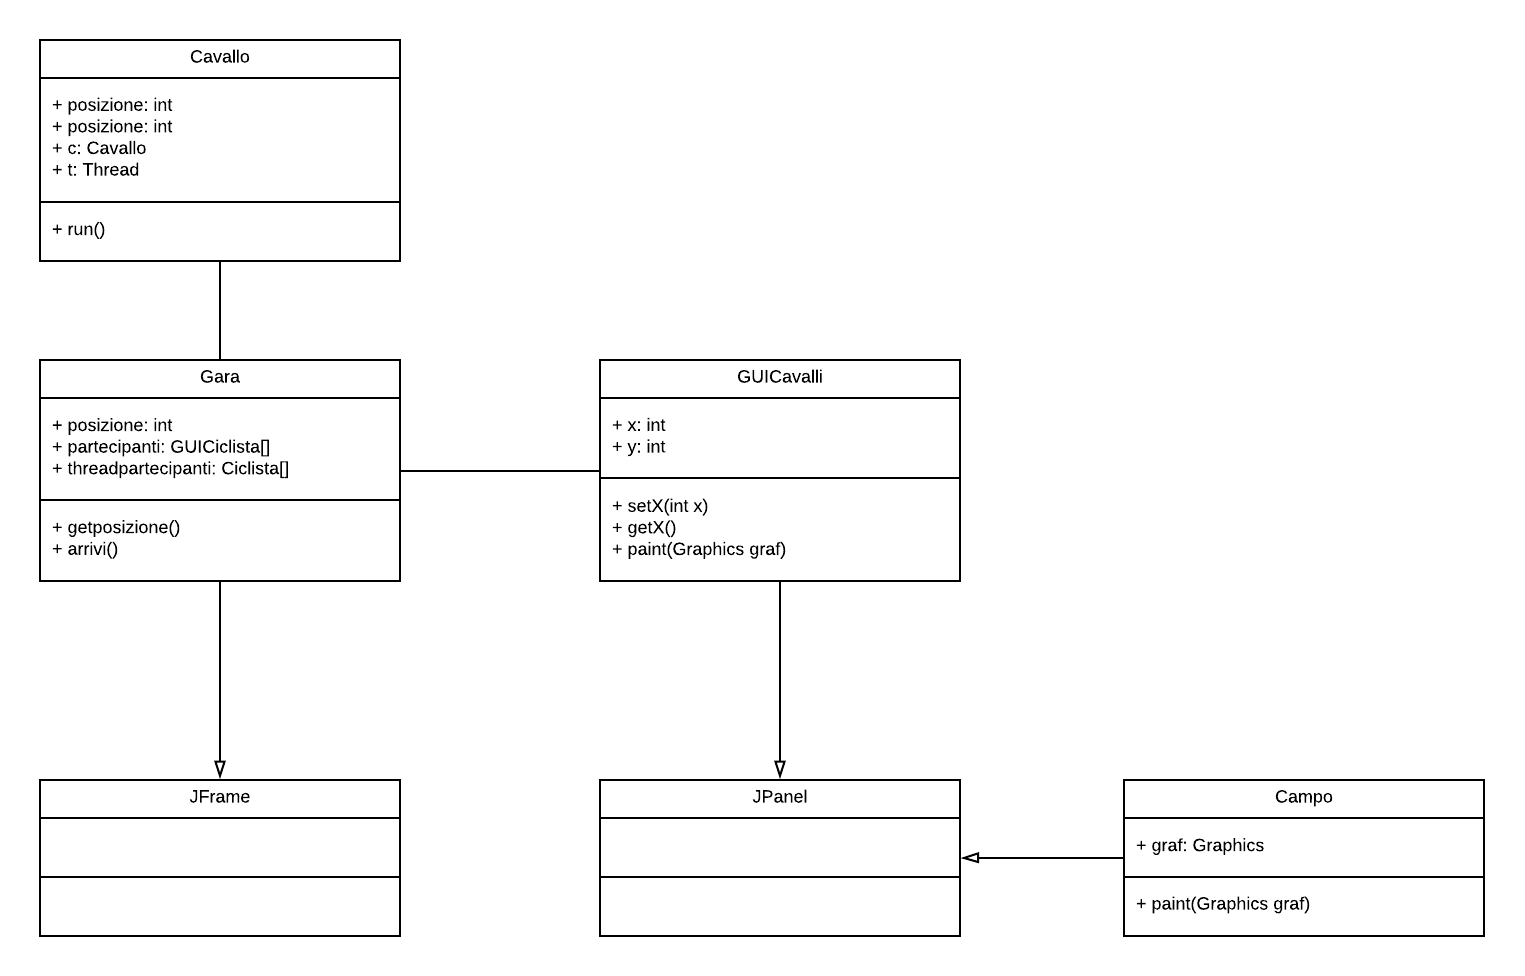 Cavallo
+ posizione: int
+ posizione: int
+ c: Cavallo
+ t: Thread
+ run()
Gara
+ posizione: int
+ partecipanti: GUICiclista[]
+ threadpartecipanti: Ciclista[]
+ getposizione()
+ arrivi()
GUICavalli
+ x: int
+ y: int
+ setX(int x)
+ getX()
+ paint(Graphics graf)
JFrame
JPanel
Campo
+ graf: Graphics
+ paint(Graphics graf)